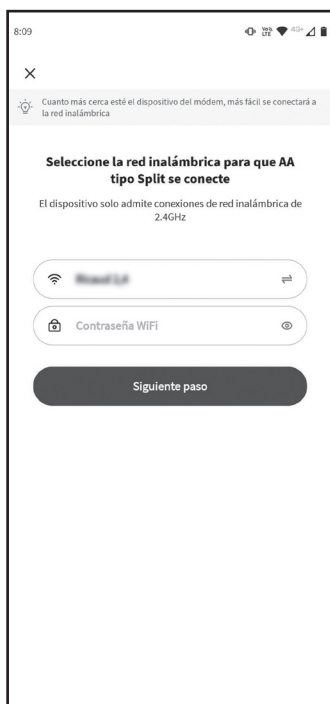 8:09
4G+
Cuanto más cerca esté el dispositivo del módem, más fácil se conectará a
la red inalámbrica
Seleccione la red inalámbrica para que AA
tipo Split se conecte
El dispositivo solo admite conexiones de red inalámbrica de
2.4GHz
Contraseña WiFi
Siguiente paso